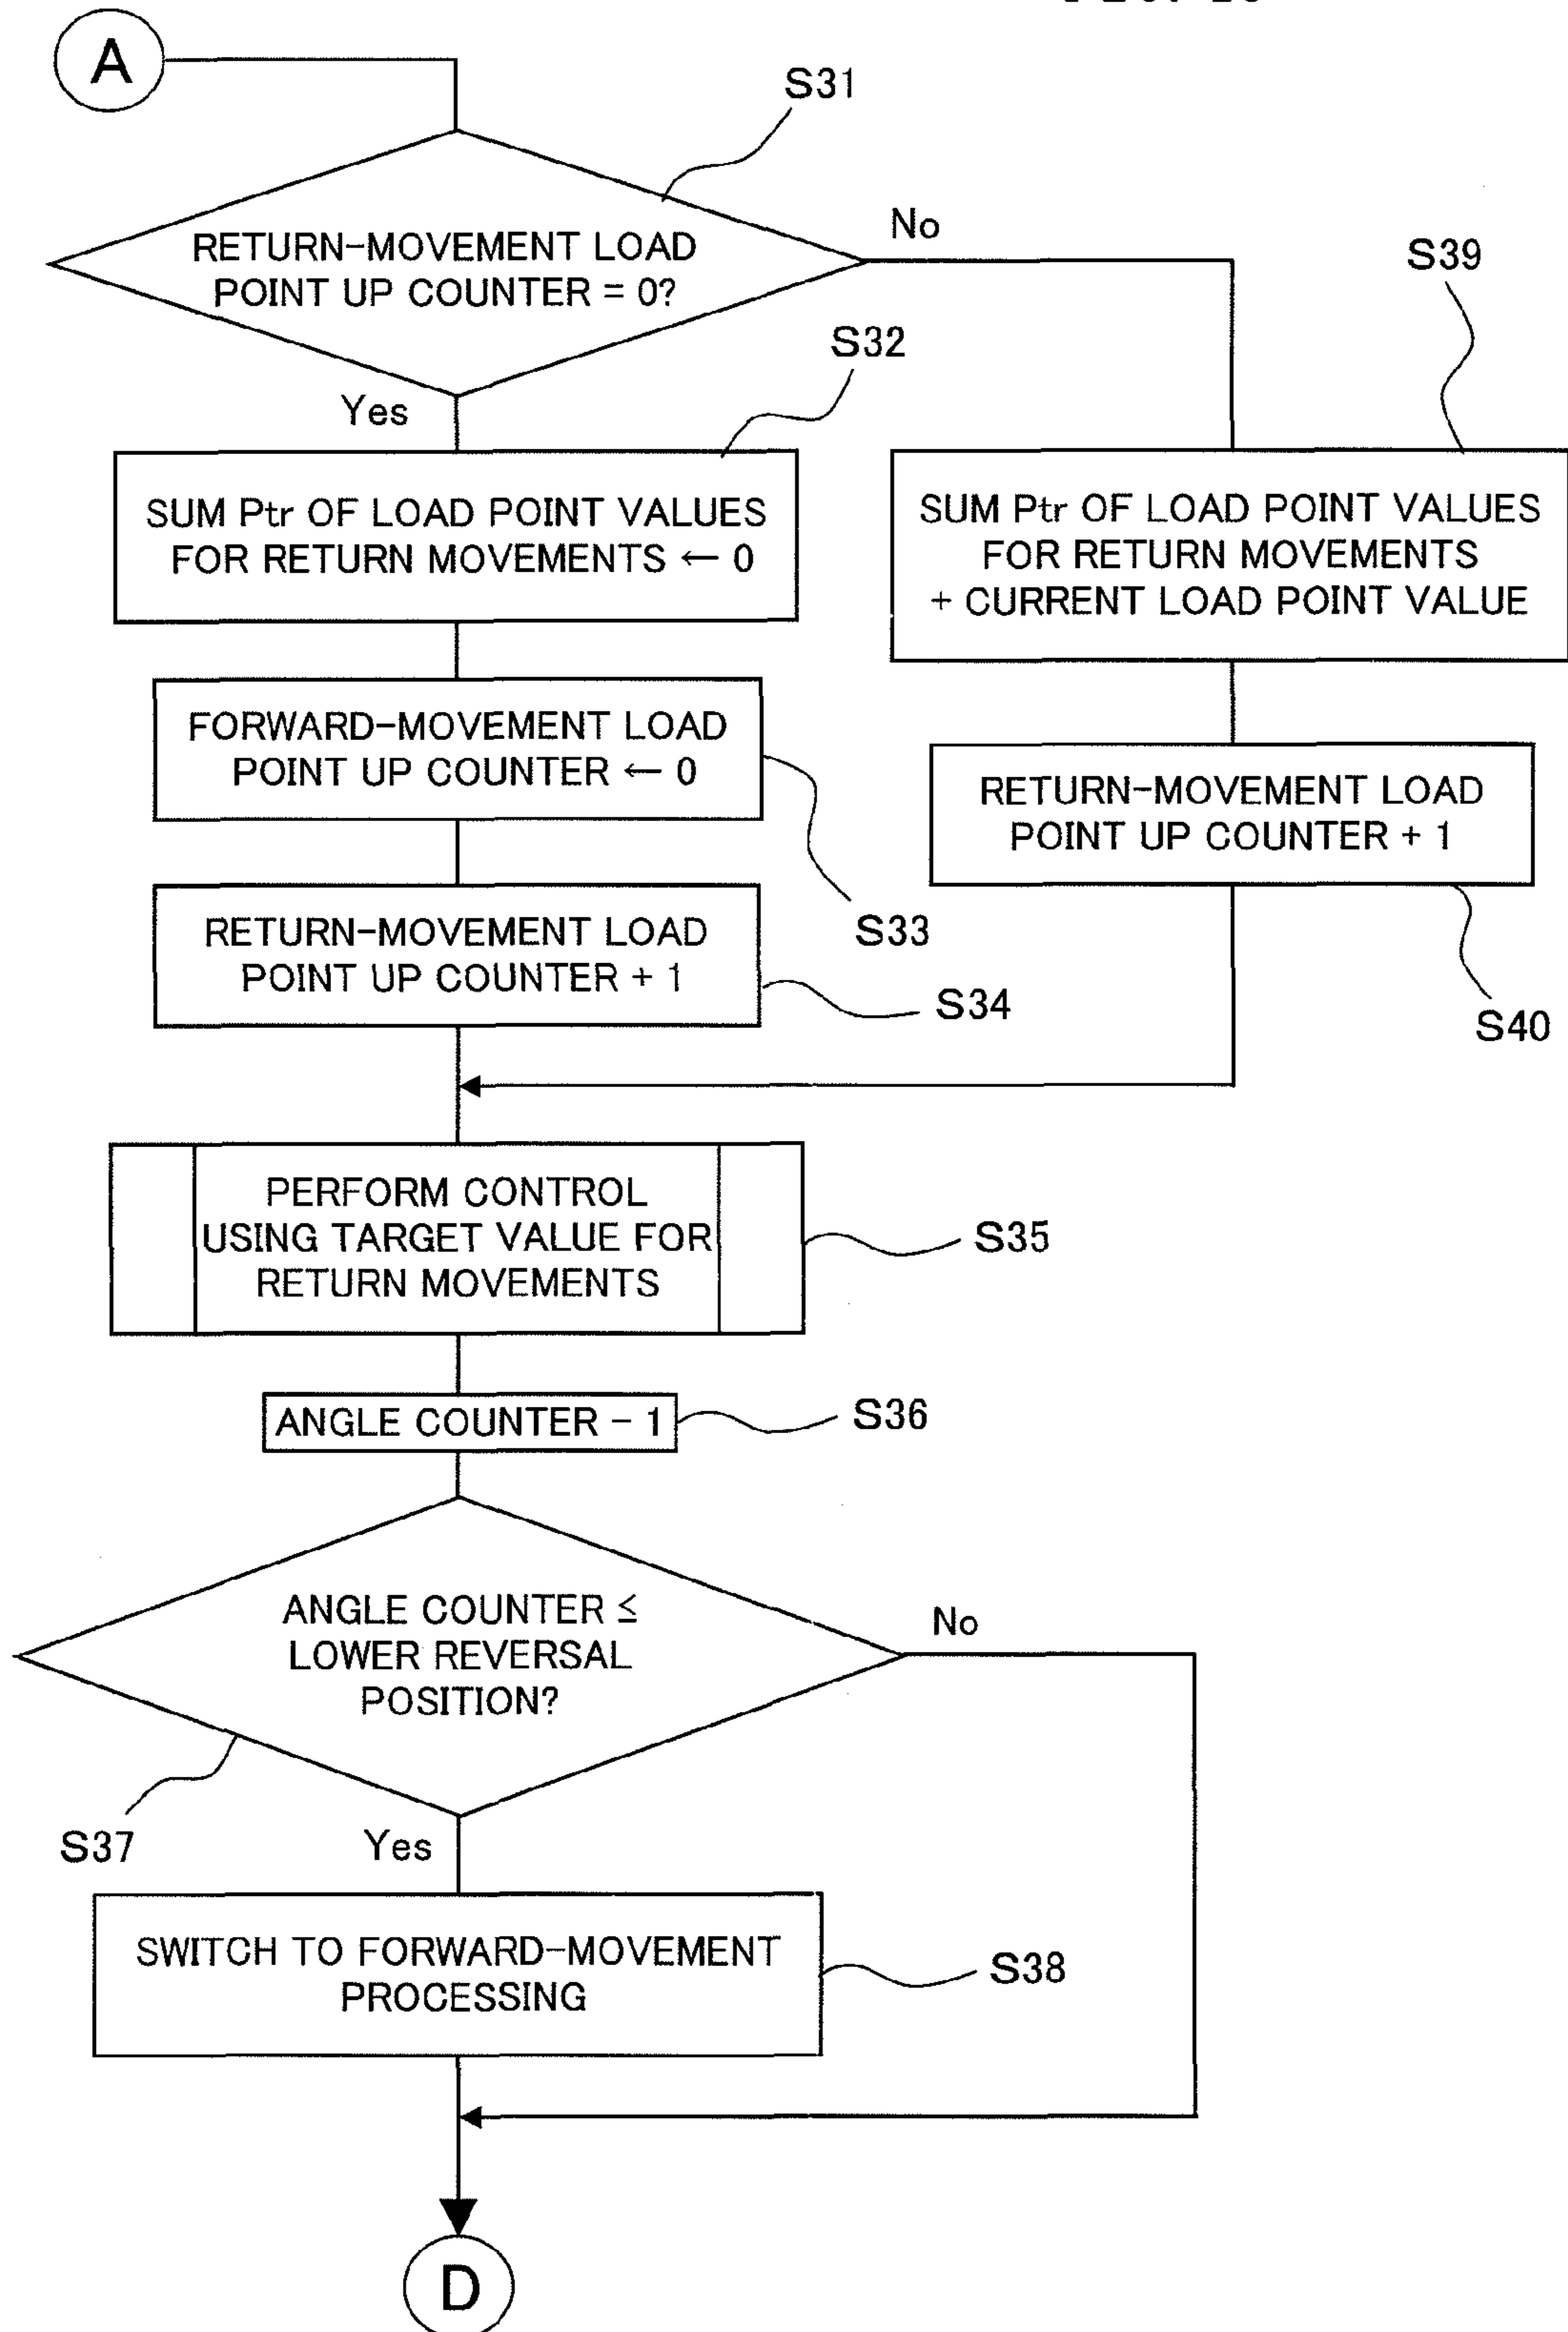 A
S31
RETURN-MOVEMENT LOAD
POINT UP COUNTER = 0?
No
Yes
S32
SUM Ptr OF LOAD POINT VALUES
FOR RETURN MOVEMENTS ← 0
S39
SUM Ptr OF LOAD POINT VALUES
FOR RETURN MOVEMENTS
+ CURRENT LOAD POINT VALUE
FORWARD-MOVEMENT LOAD
POINT UP COUNTER ← 0
S33
RETURN-MOVEMENT LOAD
POINT UP COUNTER + 1
S40
RETURN-MOVEMENT LOAD
POINT UP COUNTER + 1
S34
PERFORM CONTROL
USING TARGET VALUE FOR
RETURN MOVEMENTS
S35
ANGLE COUNTER - 1
S36
ANGLE COUNTER ≤
LOWER REVERSAL
POSITION?
No
S37
Yes
SWITCH TO FORWARD-MOVEMENT
PROCESSING
S38
D